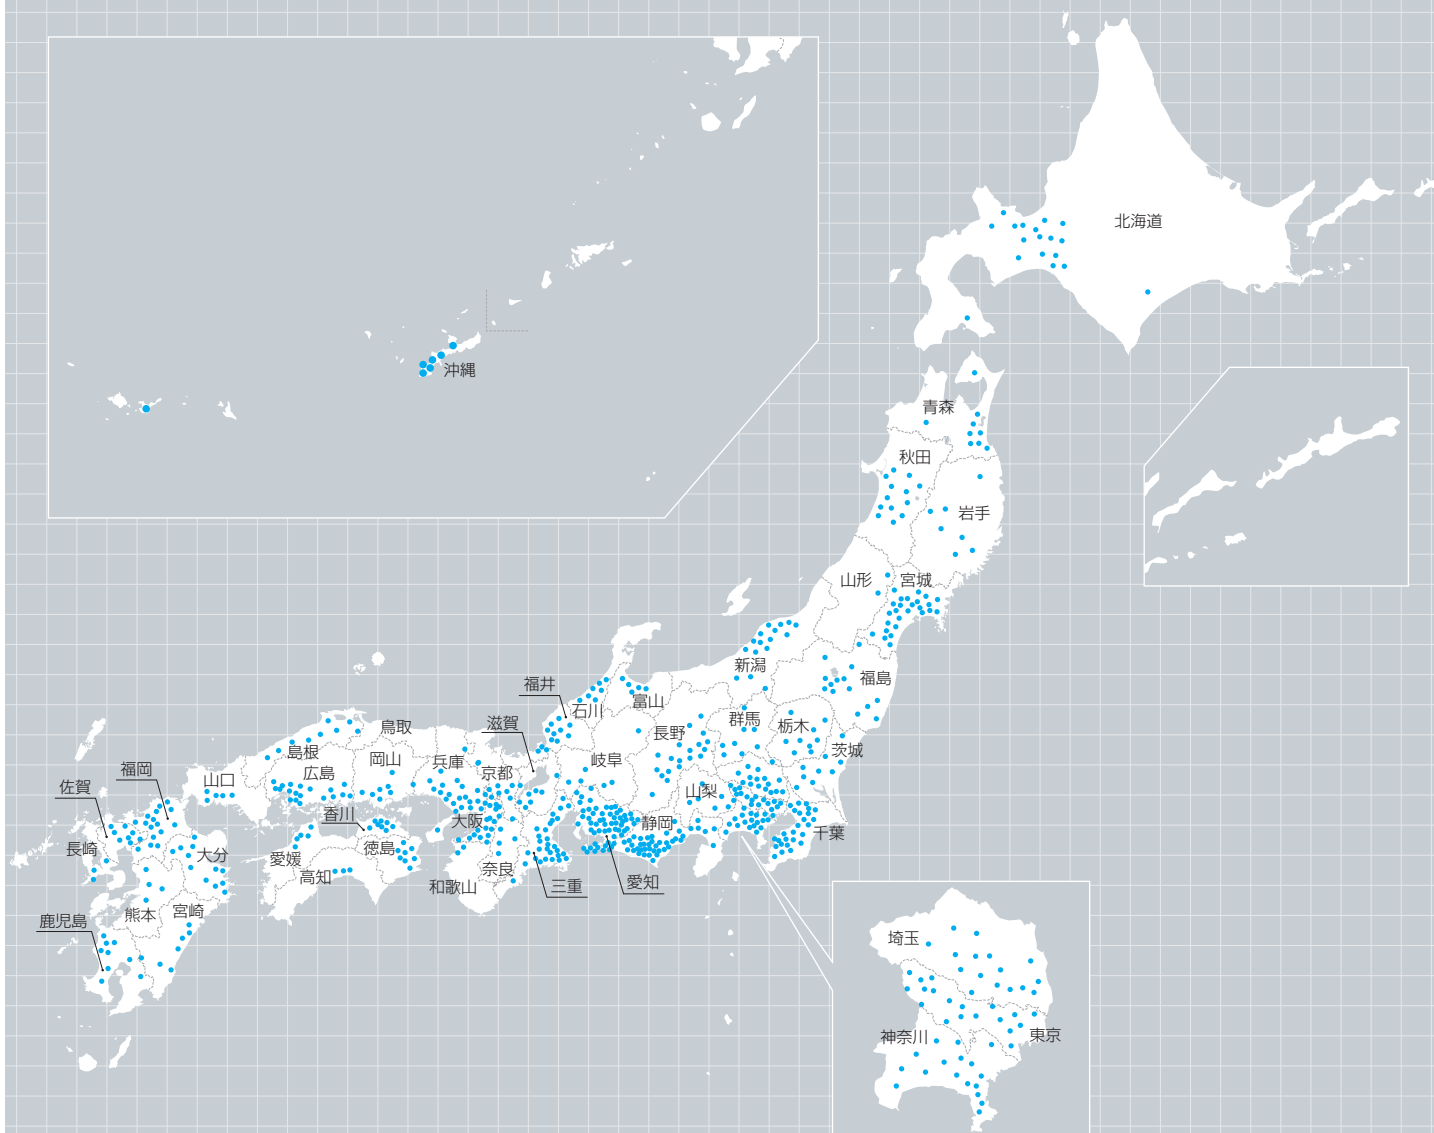 北海道
沖縄
青森
秋田
岩手
山形
宮城
新潟
福島
福井
石川
富山
滋賀
長野
群馬
栃木
茨城
鳥取
島根
岡山
兵庫
京都
岐阜
福岡
広島
山口
佐賀
山梨
香川
大阪
静岡
千葉
長崎
大分
愛媛
徳島
高知
奈良
和歌山
三重
愛知
熊本
宮崎
鹿児島
埼玉
神奈川
東京